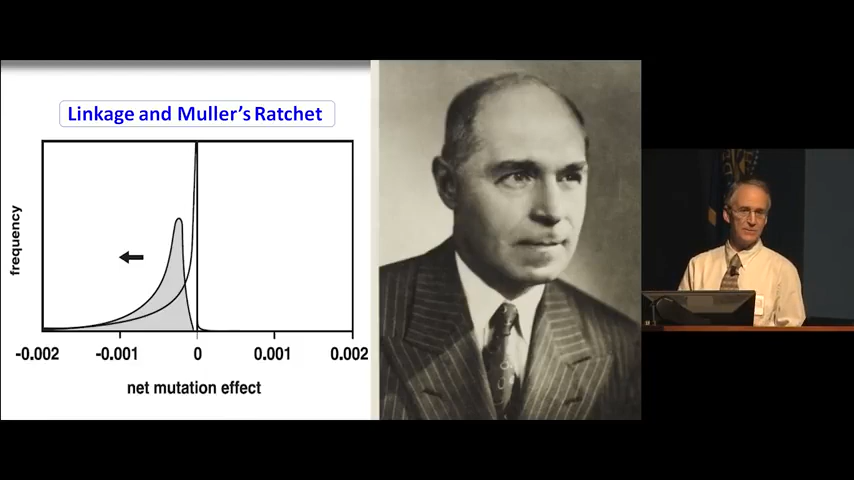 Linkage and Muller's Ratchet
frequency
-0.002 -0.001 0 0.001 0.002
net mutation effect